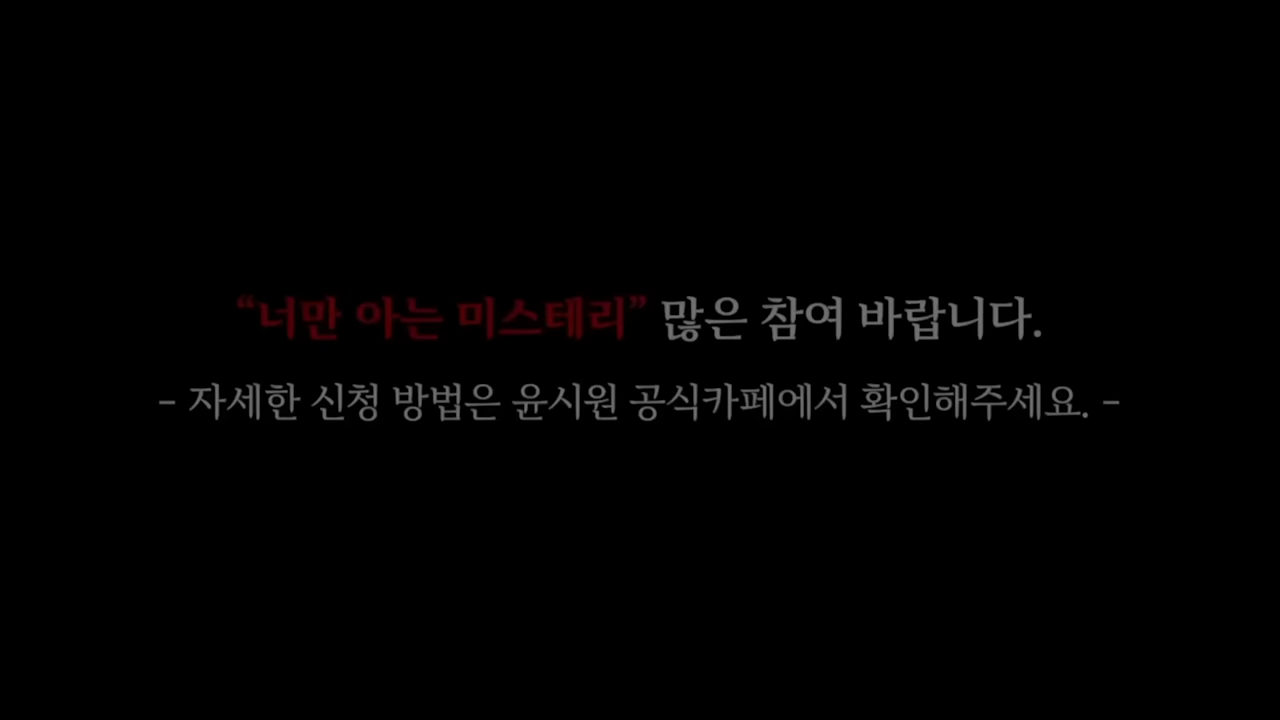 “너만 아는 미스테리” 많은 참여 바랍니다.
- 자세한 신청 방법은 윤시원 공식카페에서 확인해주세요. -